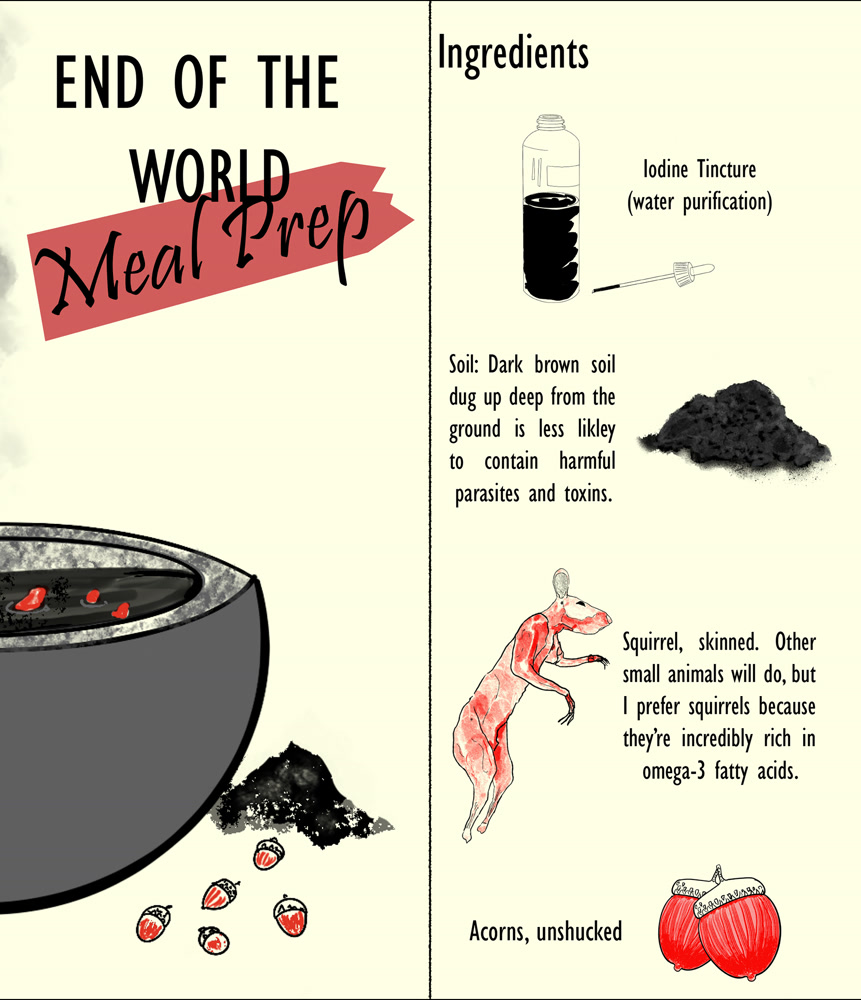 END OF THE
WORLD
Meal Prep
Ingredients
Iodine Tincture
(water purification)
Soil: Dark brown soil
dug up deep from the
ground is less likley
to contain harmful
parasites and toxins.
Squirrel, skinned. Other
small animals will do, but
I prefer squirrels because
they're incredibly rich in
omega-3 fatty acids.
Acorns, unshucked